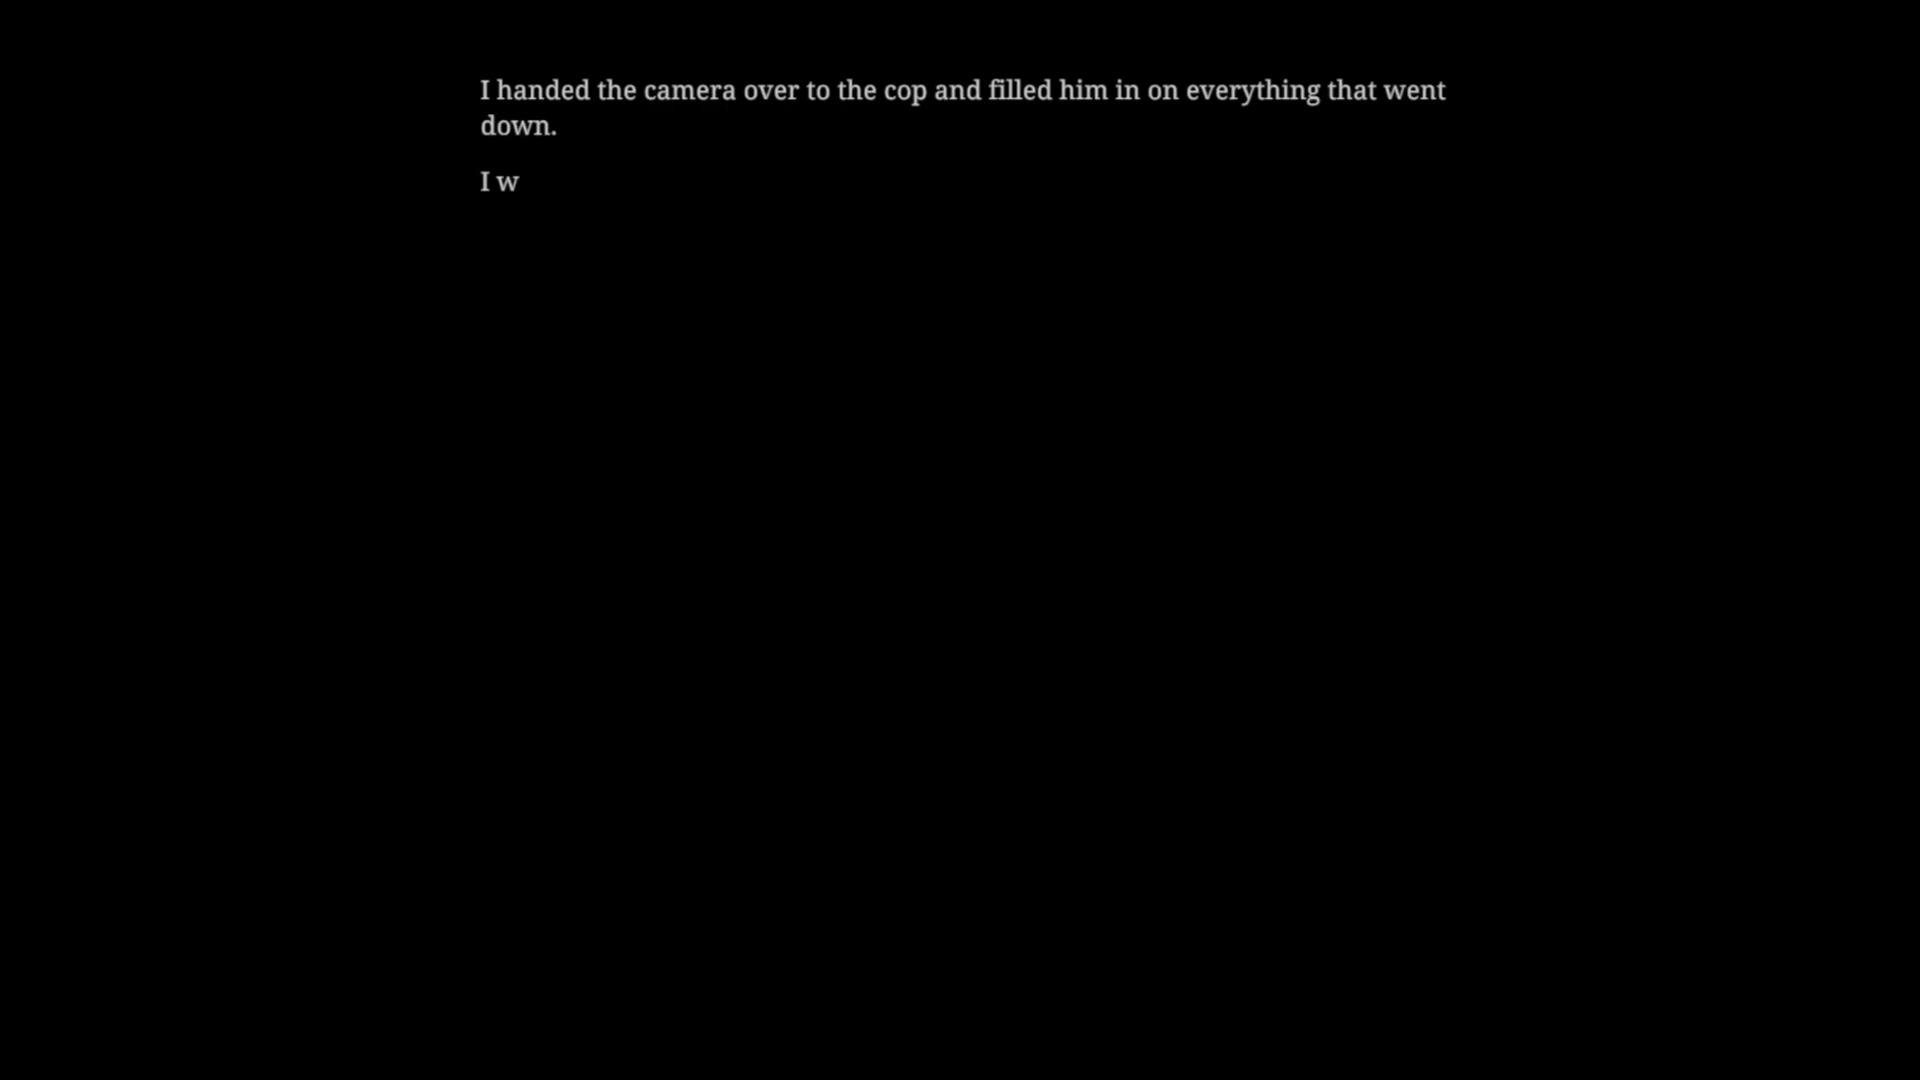 I handed the camera over to the cop and filled him in on everything that went
down.
I w